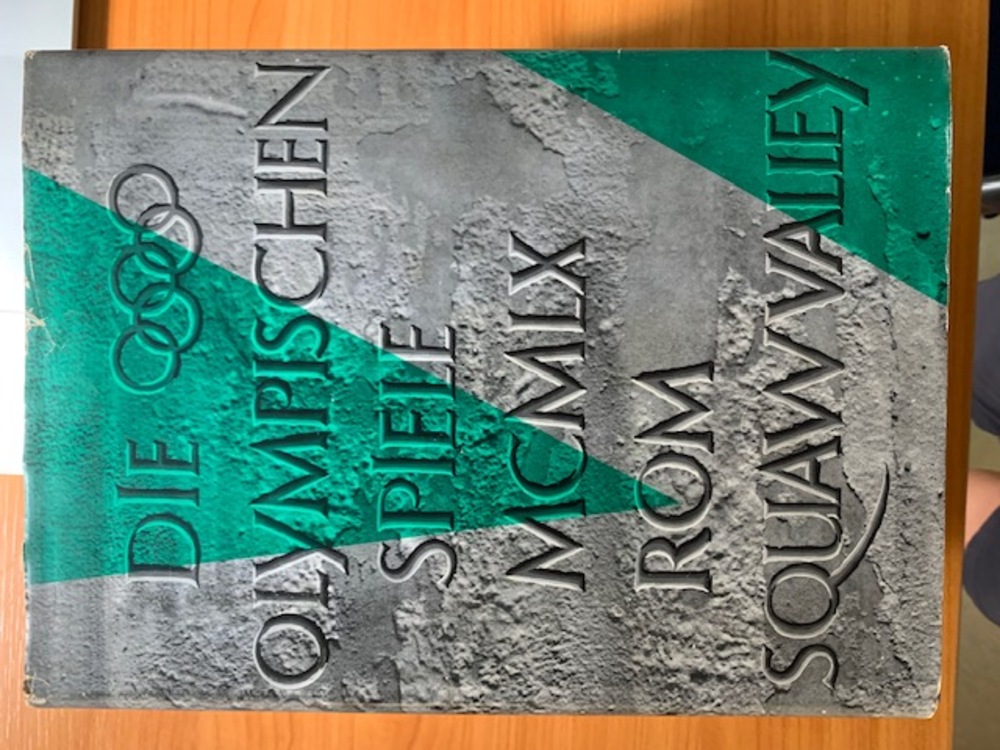 DIE
OLYMPISCHEN
SPIELE
MCMLX
ROM
SQUAW VALLEY